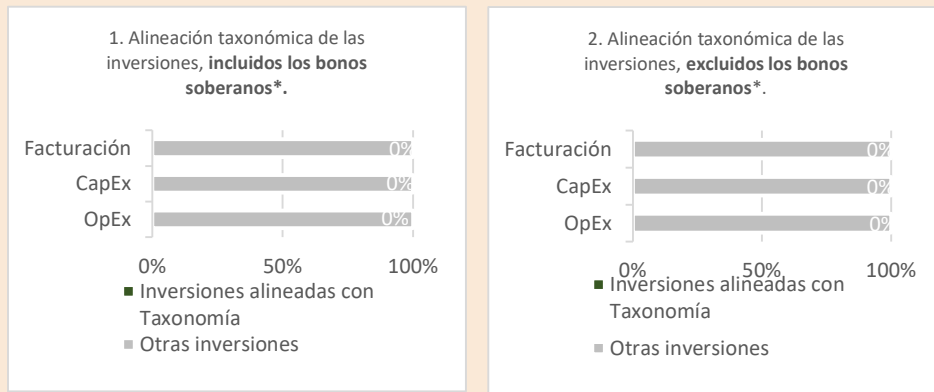 1. Alineación taxonómica de las
inversiones, incluidos los bonos
soberanos*.
Facturación
0%
CapEx
0%
OpEx
0%
0%
50%
100%
Inversiones alineadas con
Taxonomía
Otras inversiones
2. Alineación taxonómica de las
inversiones, excluidos los bonos
soberanos*.
Facturación
0%
CapEx
0%
OpEx
0%
0%
50%
100%
Inversiones alineadas con
Taxonomía
Otras inversiones